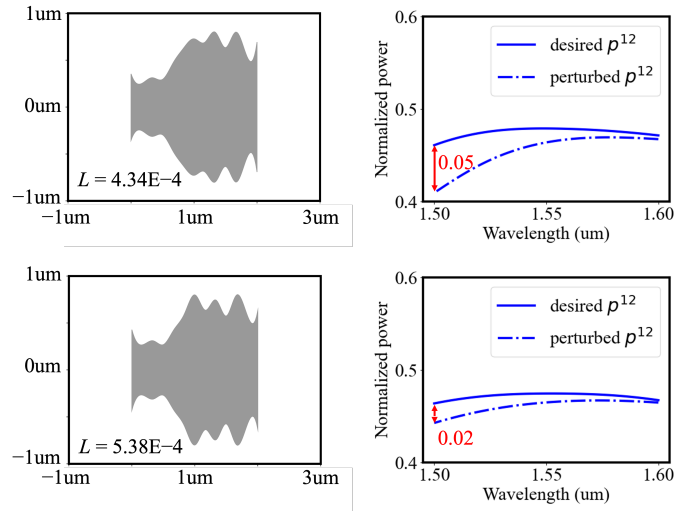 1um
0um
−1um
L = 4.34E−4
−1um 1um 3um
0.6
0.5
0.4
Normalized power
desired p¹²
perturbed p¹²
0.05
1.50 1.55 1.60
Wavelength (um)
1um
0um
−1um
L = 5.38E−4
−1um 1um 3um
0.6
0.5
0.4
Normalized power
desired p¹²
perturbed p¹²
0.02
1.50 1.55 1.60
Wavelength (um)